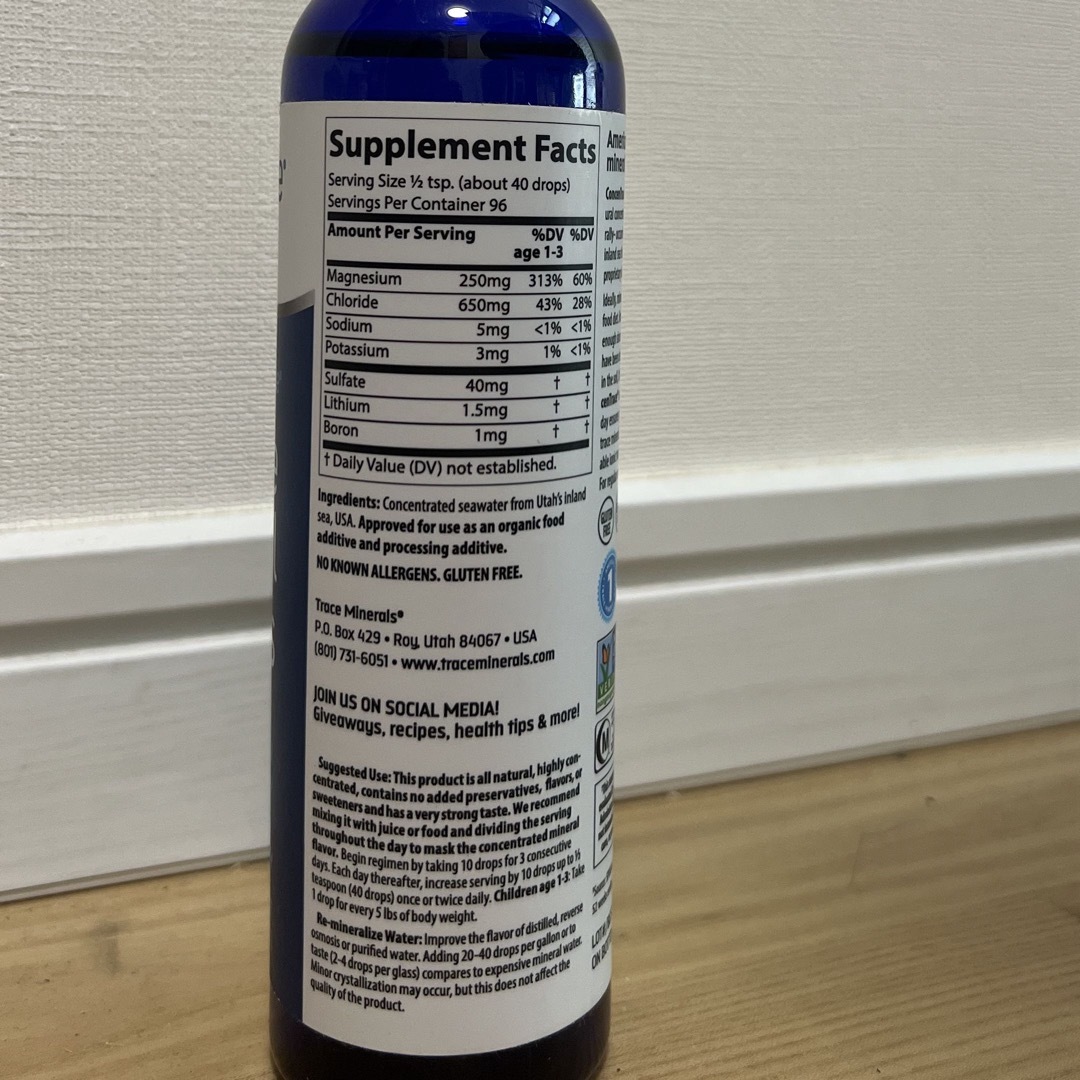 Supplement Facts
Serving Size ½ tsp. (about 40 drops)
Servings Per Container 96
Amount Per Serving %DV age 1-3 %DV
Magnesium 250mg 313% 60%
Chloride 650mg 43% 28%
Sodium 5mg <1% <1%
Potassium 3mg 1% <1%
Sulfate 40mg † †
Lithium 1.5mg † †
Boron 1mg † †
† Daily Value (DV) not established.
Ingredients: Concentrated seawater from Utah's inland
sea, USA. Approved for use as an organic food
additive and processing additive.
NO KNOWN ALLERGENS. GLUTEN FREE.
Trace Minerals®
P.O. Box 429 • Roy, Utah 84067 • USA
(801) 731-6051 • www.traceminerals.com
JOIN US ON SOCIAL MEDIA!
Giveaways, recipes, health tips & more!
Suggested Use: This product is all natural, highly con-
centrated, contains no added preservatives, flavors, or
sweeteners and has a very strong taste. We recommend
mixing it with juice or food and dividing the serving
throughout the day to mask the concentrated mineral
flavor. Begin regimen by taking 10 drops for 3 consecutive
days. Each day thereafter, increase serving by 10 drops up to ½
teaspoon (40 drops) once or twice daily. Children age 1-3: Take
1 drop for every 5 lbs of body weight.
Re-mineralize Water: Improve the flavor of distilled, reverse
osmosis or purified water. Adding 20-40 drops per gallon or to
taste (2-4 drops per glass) compares to expensive mineral water.
Minor crystallization may occur, but this does not affect the
quality of the product.
GLUTEN
FREE
1